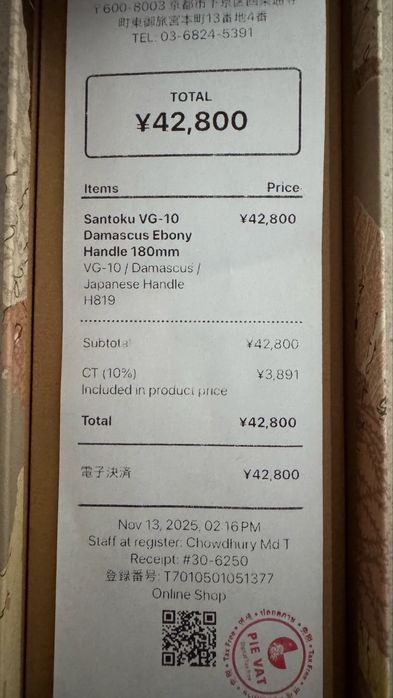 〒600-8003 京都市下京区四条通寺
町東御旅宮本町13番地4番
TEL: 03-6824-5391
TOTAL
¥42,800
Items Price
Santoku VG-10 ¥42,800
Damascus Ebony
Handle 180mm
VG-10 / Damascus /
Japanese Handle
H819
Subtotal ¥42,800
CT (10%) ¥3,891
Included in product price
Total ¥42,800
電子決済 ¥42,800
Nov 13, 2025, 02:16 PM
Staff at register: Chowdhury Md T
Receipt: #30-6250
登録番号: T7010501051377
Online Shop
Tax Free
PIE VAT